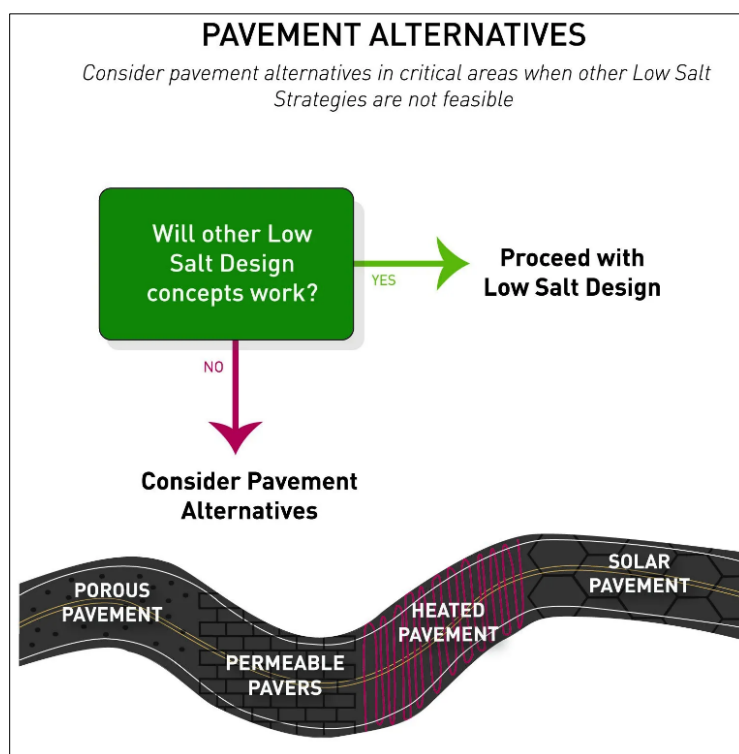 PAVEMENT ALTERNATIVES
Consider pavement alternatives in critical areas when other Low Salt
Strategies are not feasible
Will other Low
Salt Design
concepts work?
YES
Proceed with
Low Salt Design
NO
Consider Pavement
Alternatives
POROUS
PAVEMENT
PERMEABLE
PAVERS
HEATED
PAVEMENT
SOLAR
PAVEMENT